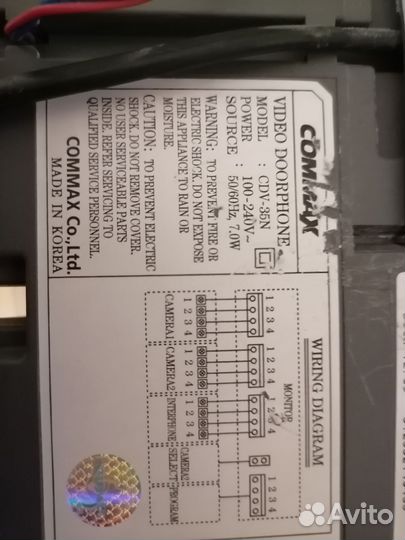 COMMAX
VIDEO DOORPHONE
MODEL : CDV-35N
POWER : 100-240V~
SOURCE : 50/60Hz, 7.0W
WARNING: TO PREVENT FIRE OR
ELECTRIC SHOCK, DO NOT EXPOSE
THIS APPLIANCE TO RAIN OR
MOISTURE.
CAUTION: TO PREVENT ELECTRIC
SHOCK, DO NOT REMOVE COVER.
NO USER SERVICEABLE PARTS
INSIDE, REFER SERVICING TO
QUALIFIED SERVICE PERSONNEL.
COMMAX Co., Ltd.
MADE IN KOREA
WIRING DIAGRAM
MONITOR
1 2 3 4
1 2 3 4
1 2 3 4
1 2 3 4
1 2 3 4
1 2 3 4
1 2 3 4
CAMERA1
CAMERA2
INTERPHONE
CAMERA2
SELECT
PROGRAM
Avito